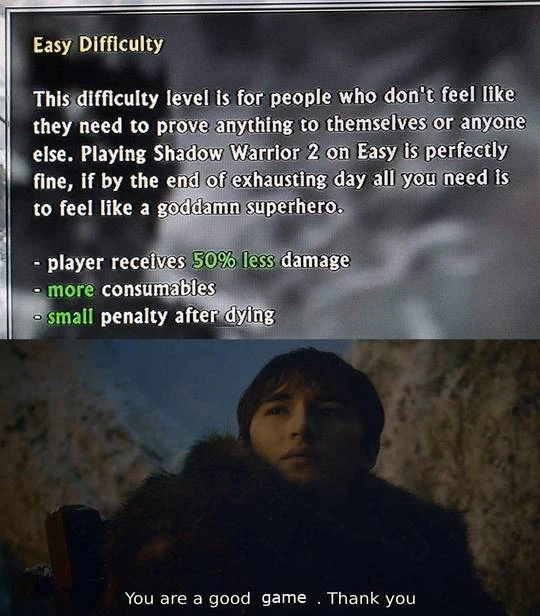 Easy Difficulty
This difficulty level is for people who don't feel like
they need to prove anything to themselves or anyone
else. Playing Shadow Warrior 2 on Easy is perfectly
fine, if by the end of exhausting day all you need is
to feel like a goddamn superhero.
- player receives 50% less damage
- more consumables
- small penalty after dying
You are a good game . Thank you